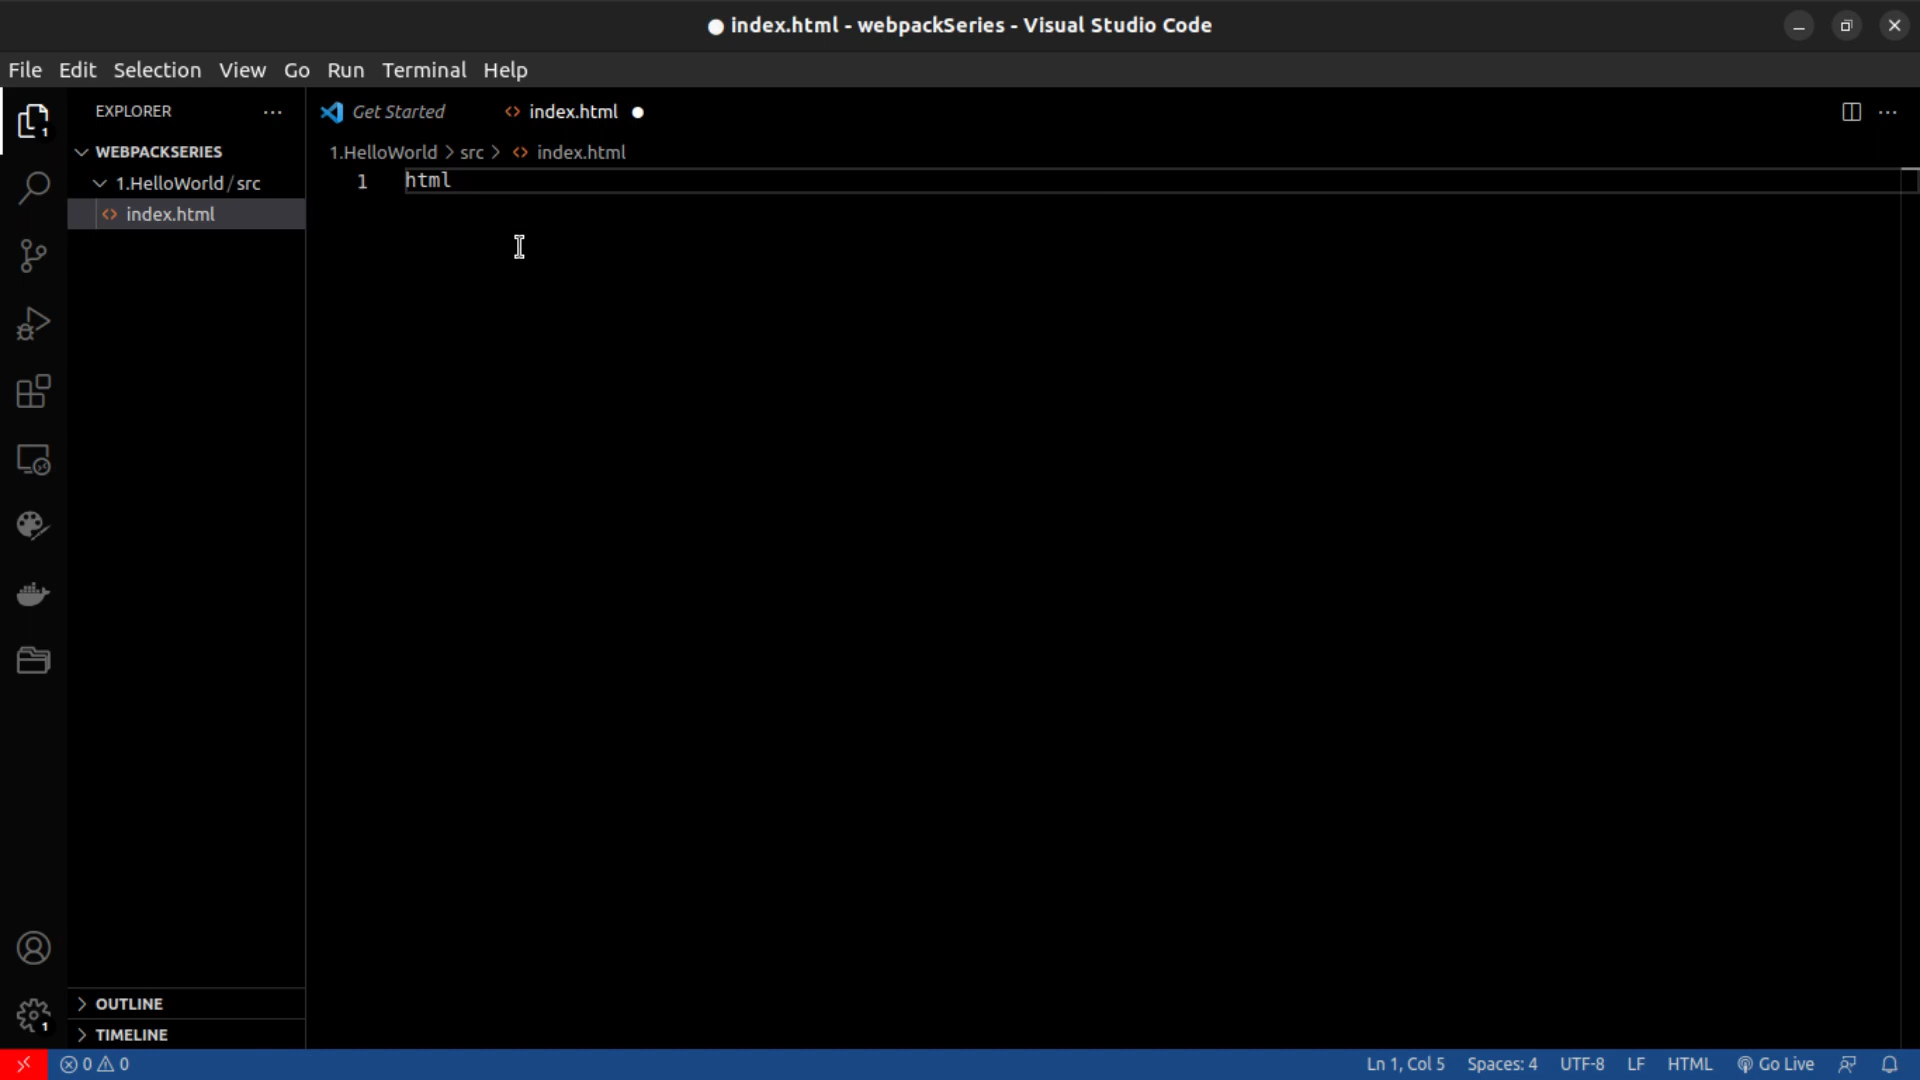 ● index.html - webpackSeries - Visual Studio Code
File Edit Selection View Go Run Terminal Help
EXPLORER ···
Get Started
<> index.html ●
1.HelloWorld > src > <> index.html
WEBPACKSERIES
1.HelloWorld / src
<> index.html
1 html
1
1
OUTLINE
TIMELINE
0 0
Ln 1, Col 5 Spaces: 4 UTF-8 LF HTML Go Live